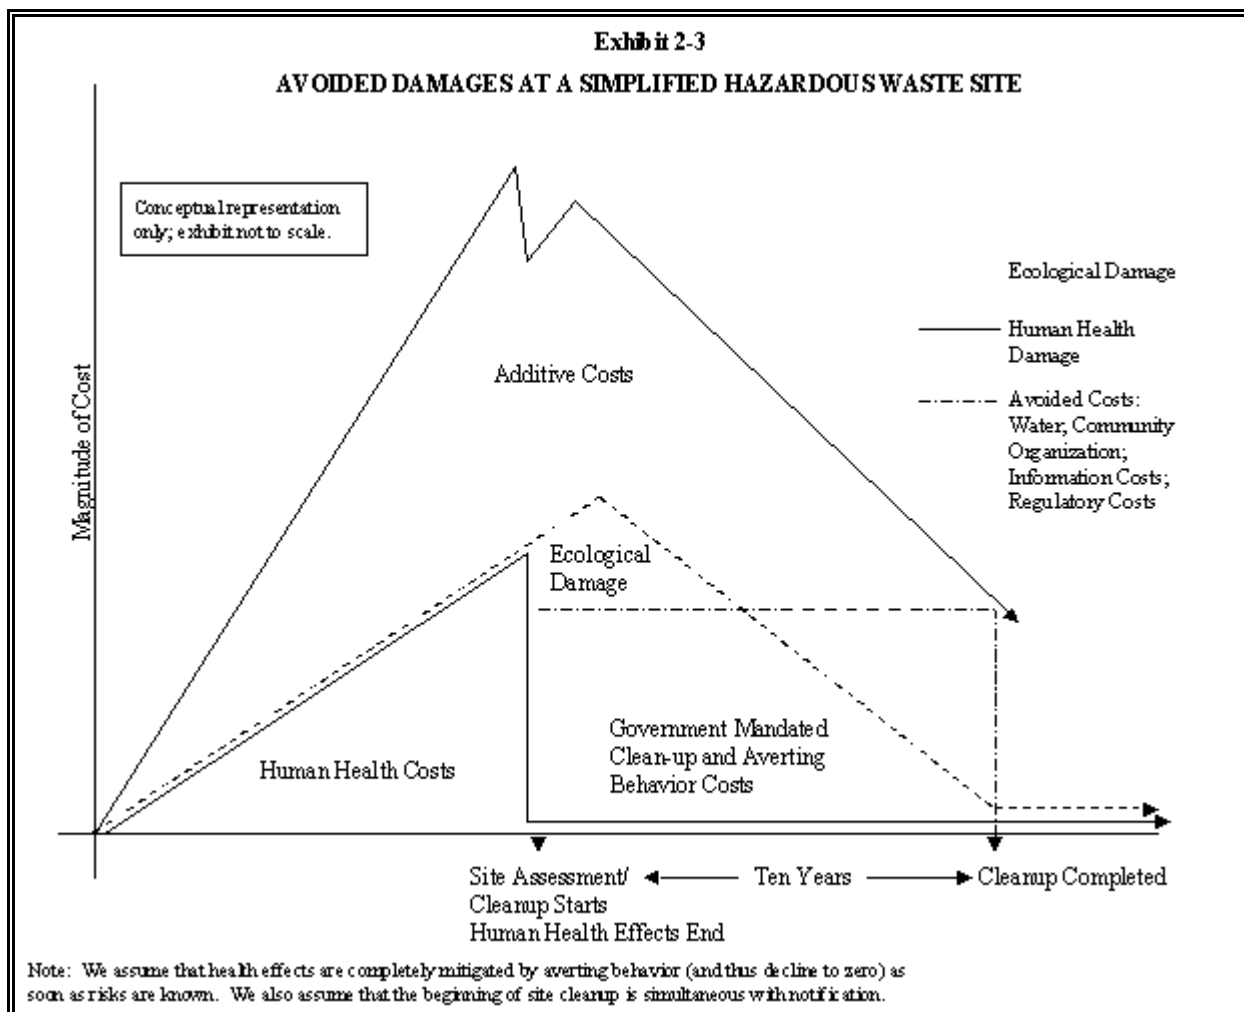 Exhibit 2-3
AVOIDED DAMAGES AT A SIMPLIFIED HAZARDOUS WASTE SITE
Conceptual representation
only; exhibit not to scale.
Ecological Damage
Human Health
Damage
Avoided Costs:
Water; Community
Organization;
Information Costs;
Regulatory Costs
Magnitude of Cost
Additive Costs
Ecological
Damage
Human Health Costs
Government Mandated
Clean-up and Averting
Behavior Costs
Site Assessment/
Cleanup Starts
Human Health Effects End
Ten Years
Cleanup Completed
Note: We assume that health effects are completely mitigated by averting behavior (and thus decline to zero) as
soon as risks are known. We also assume that the beginning of site cleanup is simultaneous with notification.